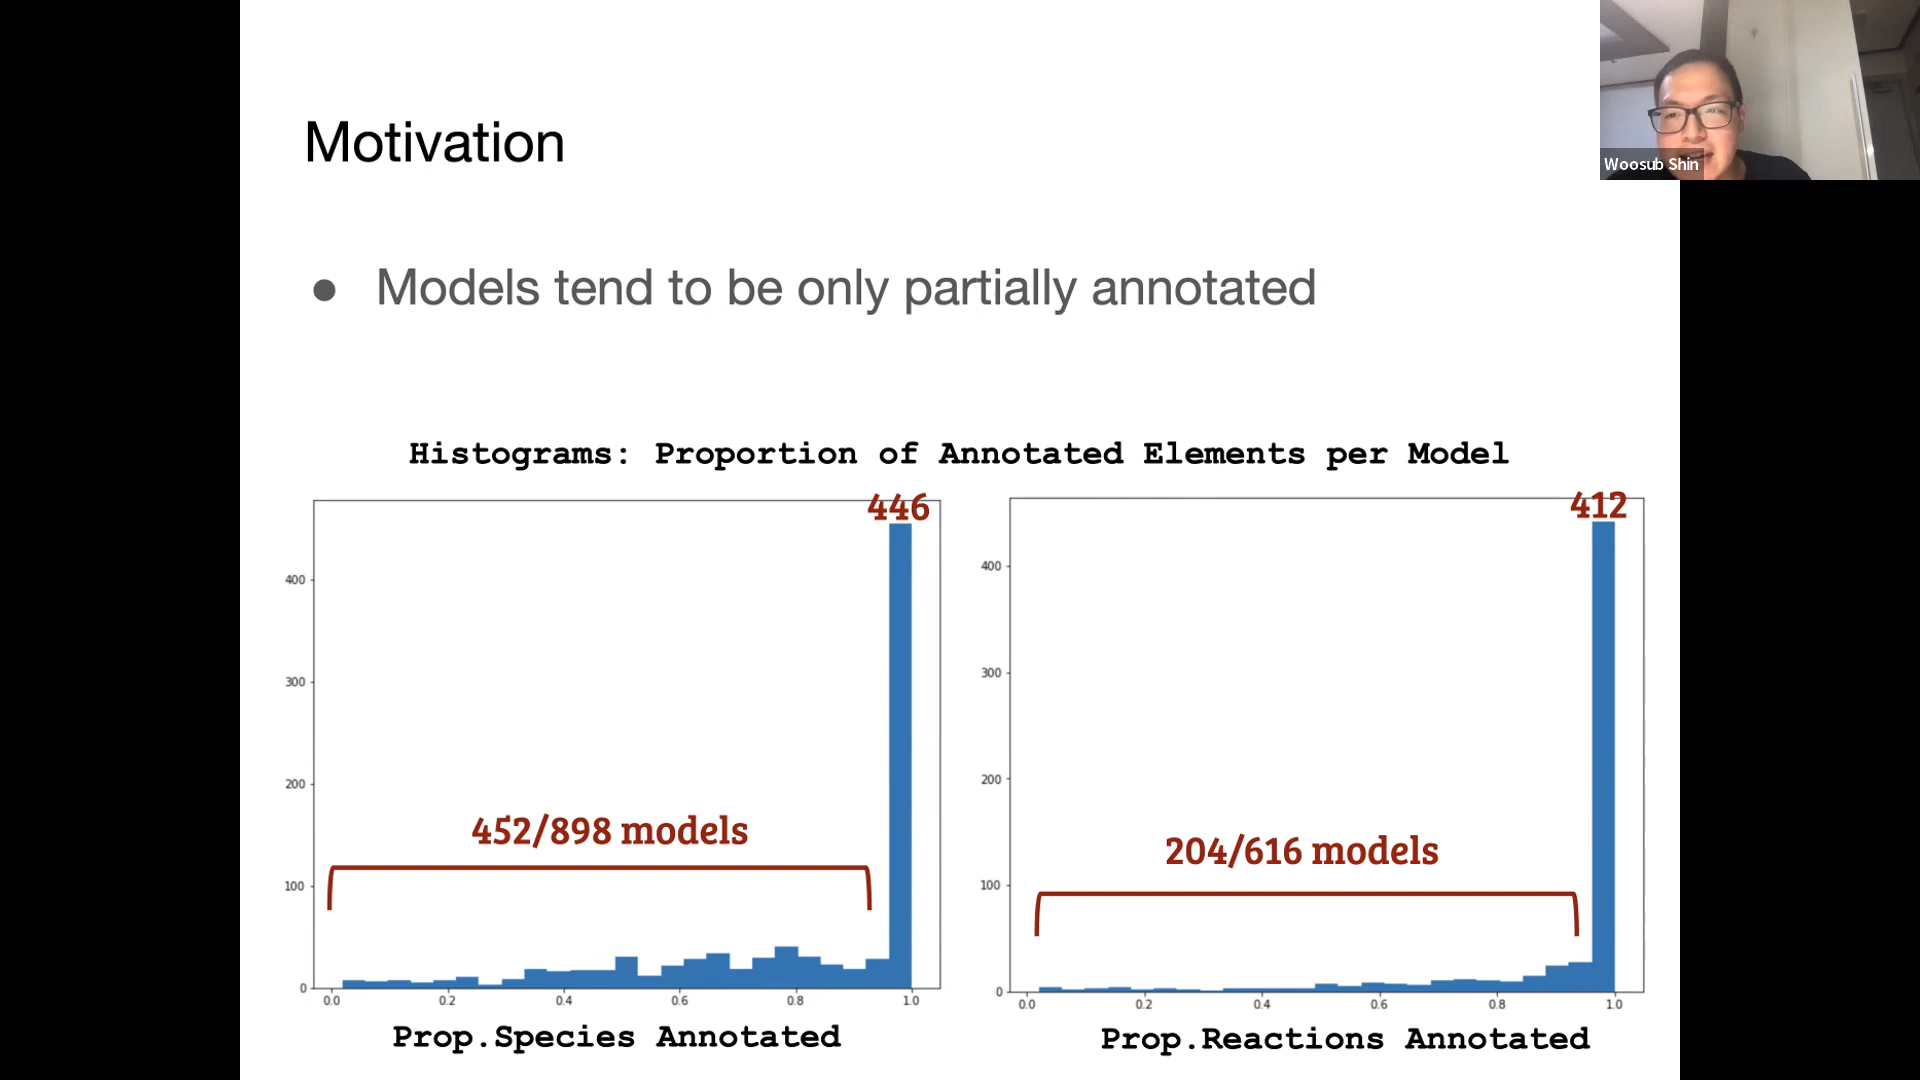 Motivation
Woosub Shin
● Models tend to be only partially annotated
Histograms: Proportion of Annotated Elements per Model
446
400
300
200
100
0
452/898 models
0.0 0.2 0.4 0.6 0.8 1.0
Prop.Species Annotated
412
400
300
200
100
0
204/616 models
0.0 0.2 0.4 0.6 0.8 1.0
Prop.Reactions Annotated